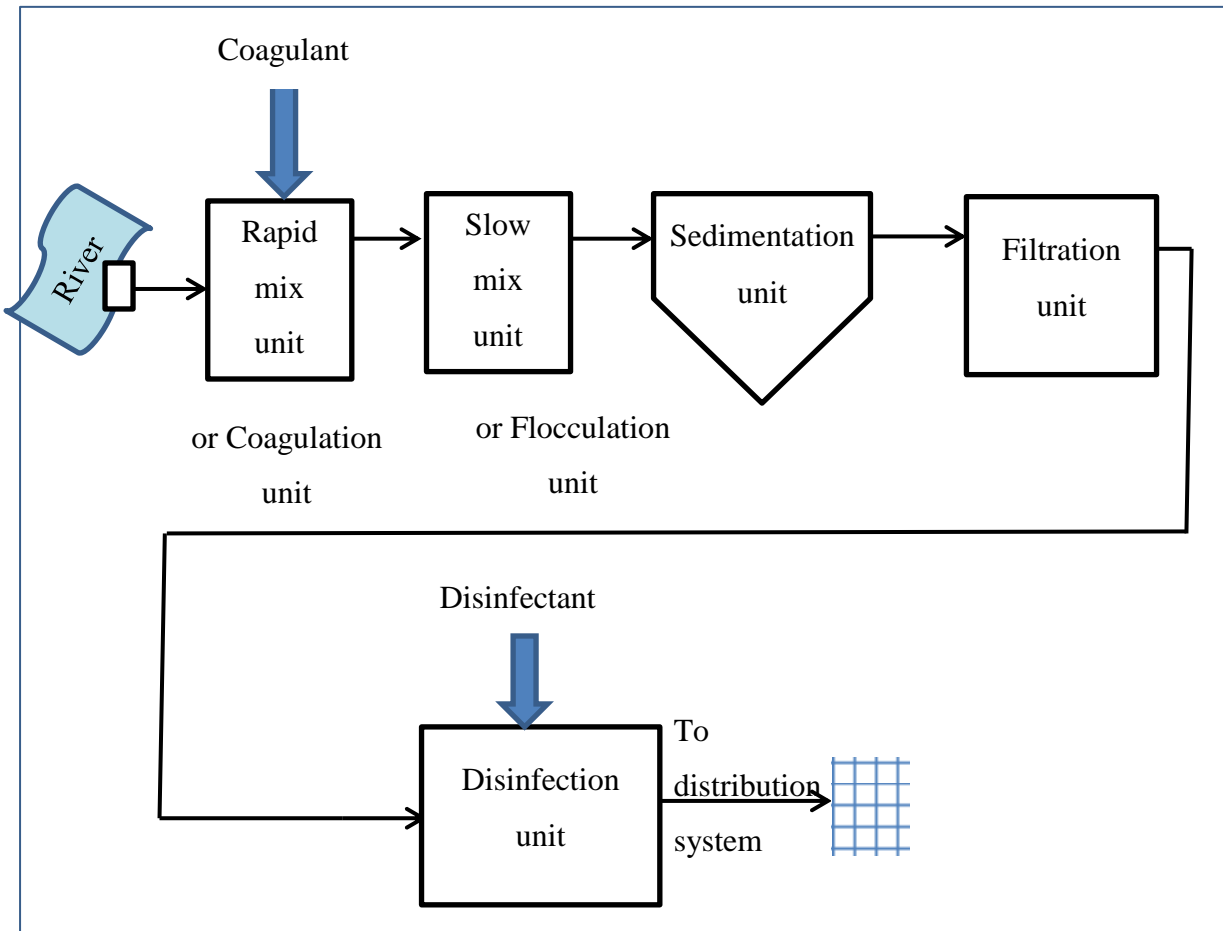 Coagulant
River
Rapid
mix
unit
or Coagulation
unit
Slow
mix
unit
or Flocculation
unit
Sedimentation
unit
Filtration
unit
Disinfectant
Disinfection
unit
To
distribution
system